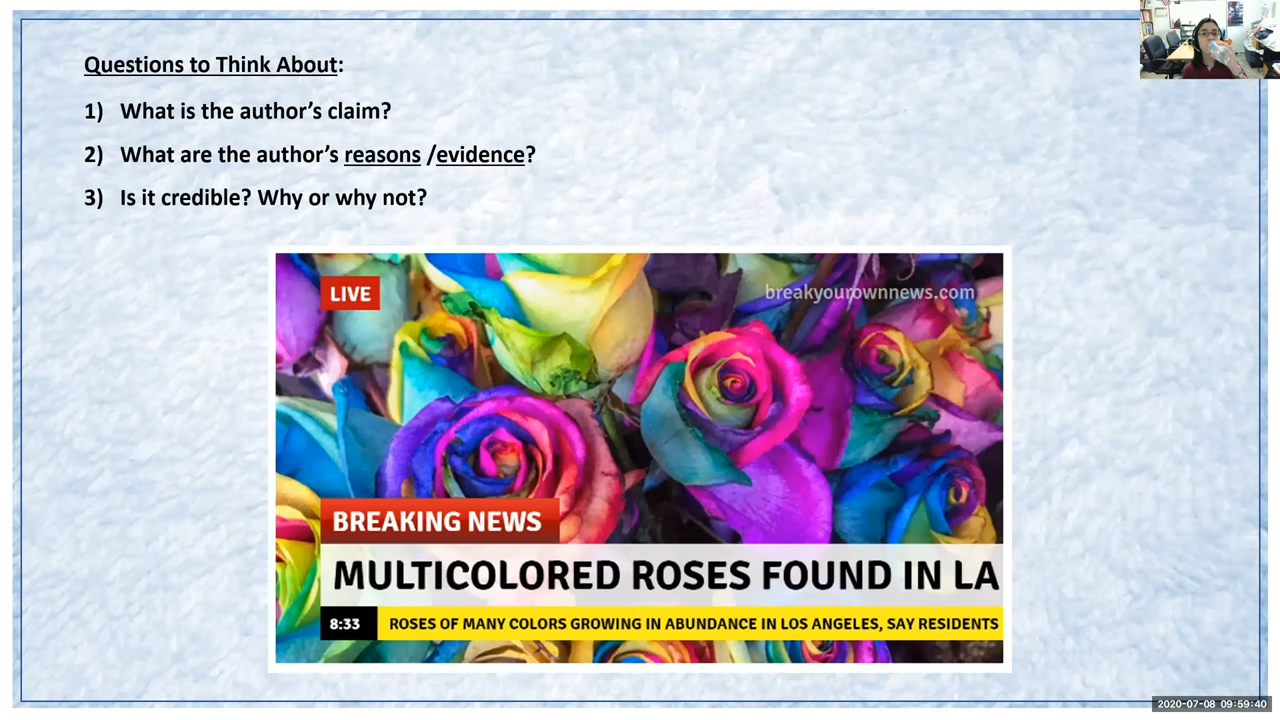 Questions to Think About:
1) What is the author’s claim?
2) What are the author’s reasons /evidence?
3) Is it credible? Why or why not?
LIVE
breakyourownnews.com
BREAKING NEWS
MULTICOLORED ROSES FOUND IN LA
8:33 ROSES OF MANY COLORS GROWING IN ABUNDANCE IN LOS ANGELES, SAY RESIDENTS
2020-07-08 09:59:40